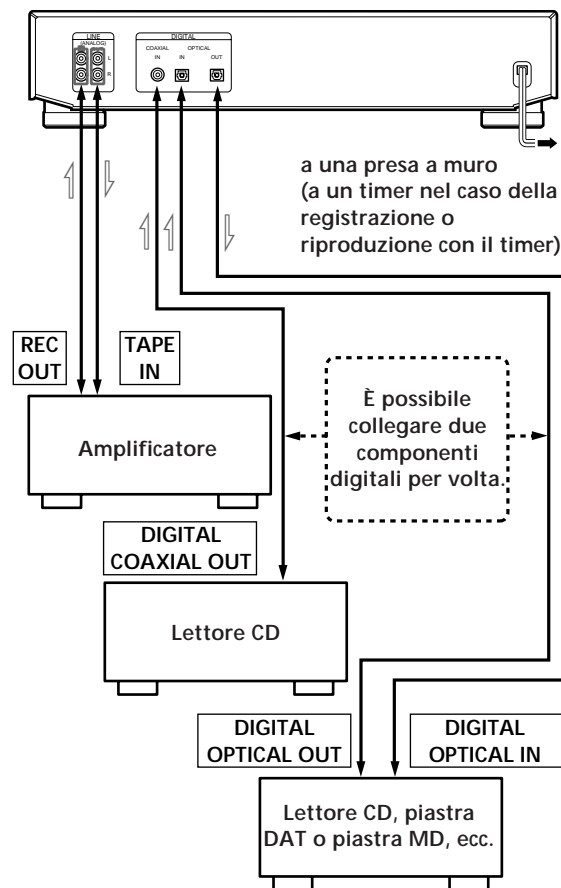 LINE
(ANALOG)
L
R
DIGITAL
COAXIAL
OPTICAL
IN
IN
OUT
a una presa a muro
(a un timer nel caso della
registrazione o
riproduzione con il timer)
REC
OUT
TAPE
IN
È possibile
collegare due
componenti
digitali per volta.
Amplificatore
DIGITAL
COAXIAL OUT
Lettore CD
DIGITAL
OPTICAL OUT
DIGITAL
OPTICAL IN
Lettore CD, piastra
DAT o piastra MD, ecc.